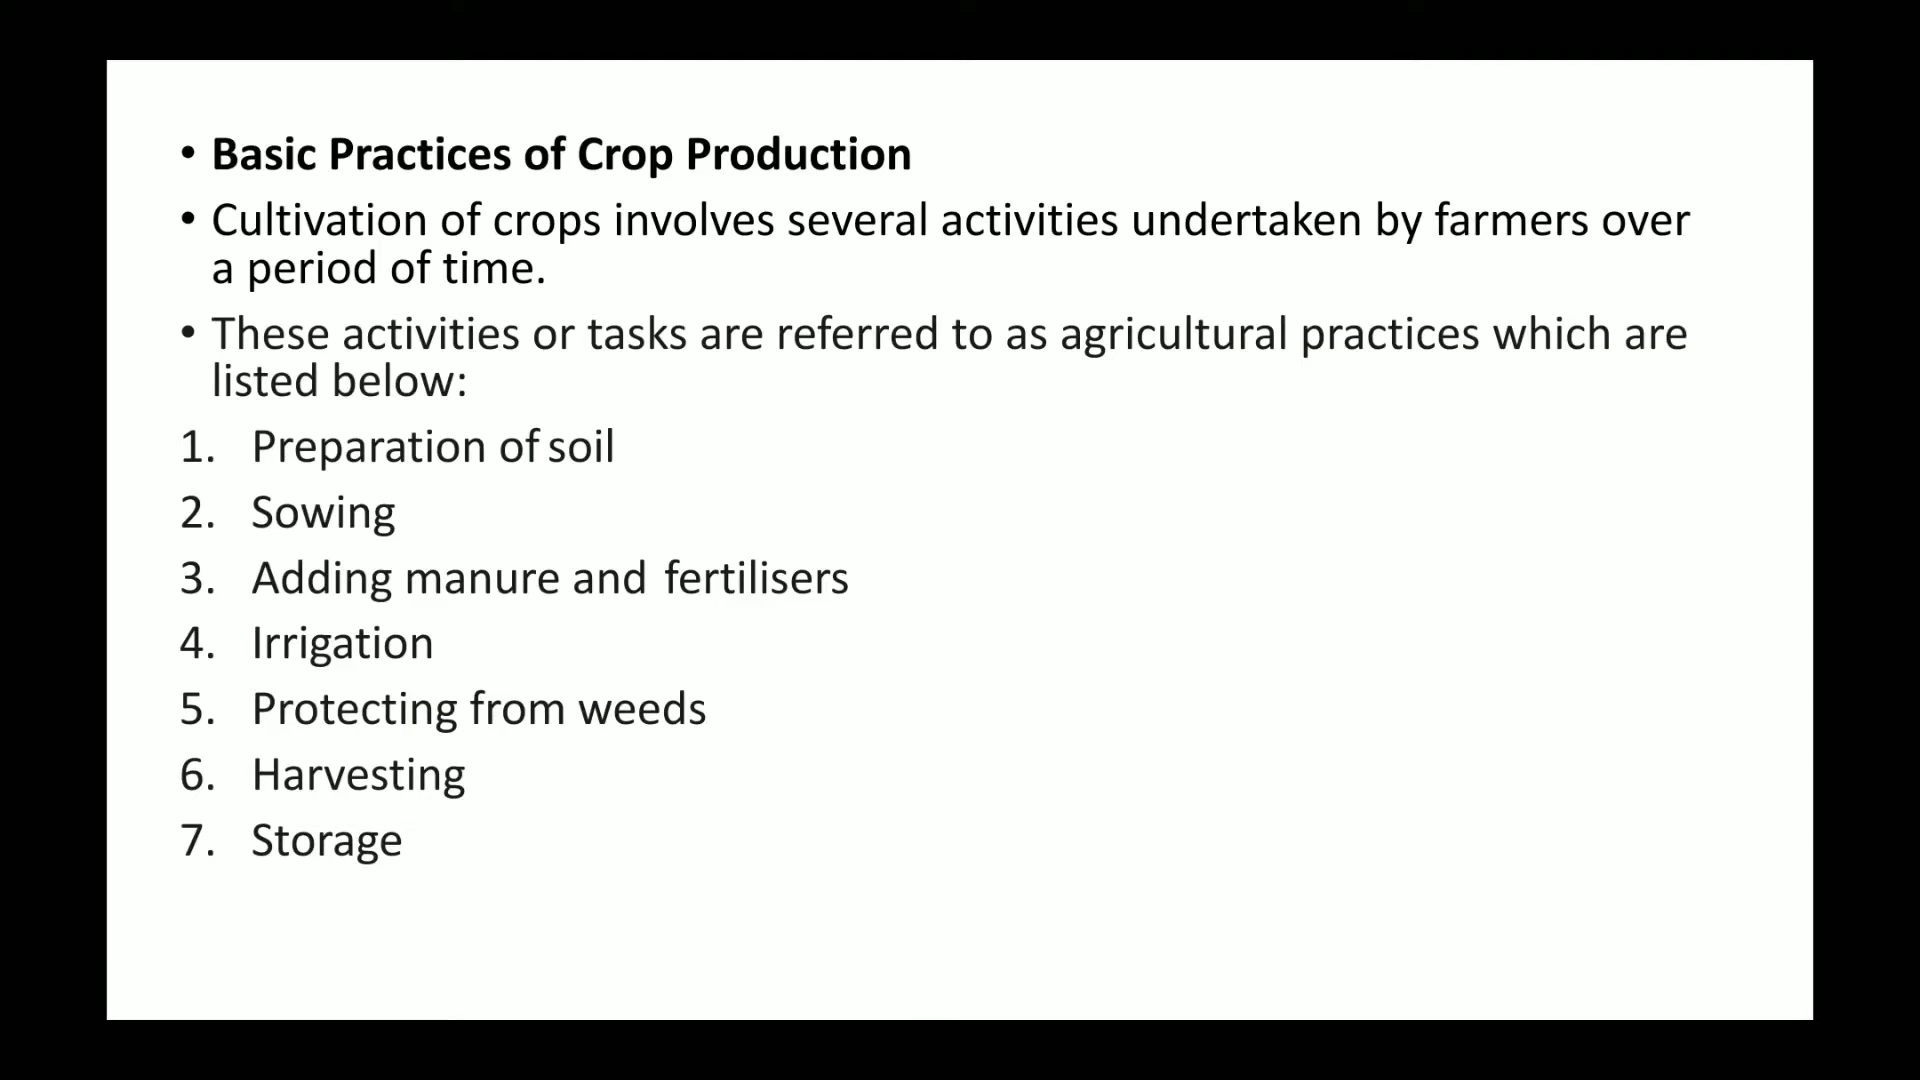 • Basic Practices of Crop Production
• Cultivation of crops involves several activities undertaken by farmers over
a period of time.
• These activities or tasks are referred to as agricultural practices which are
listed below:
1. Preparation of soil
2. Sowing
3. Adding manure and fertilisers
4. Irrigation
5. Protecting from weeds
6. Harvesting
7. Storage